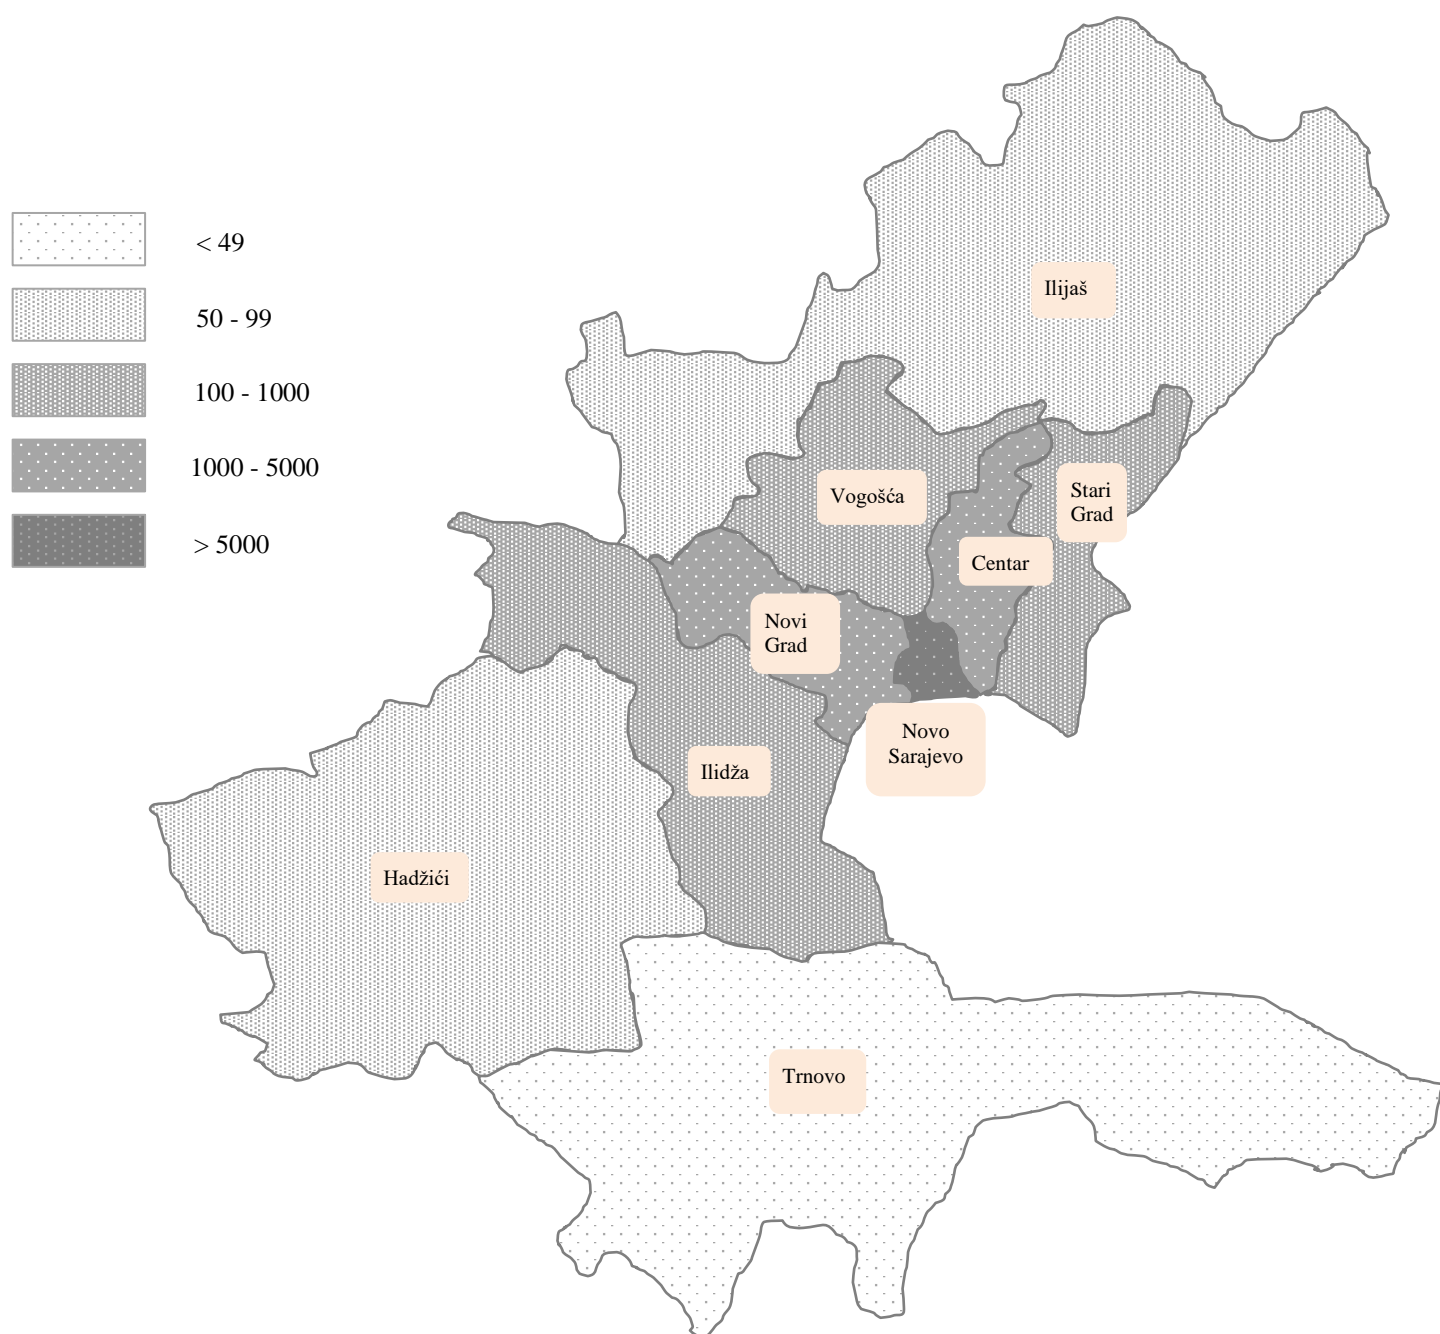 < 49
50 - 99
100 - 1000
1000 - 5000
> 5000
Ilijaš
Vogošća
Stari
Grad
Centar
Novi
Grad
Novo
Sarajevo
Ilidža
Hadžići
Trnovo